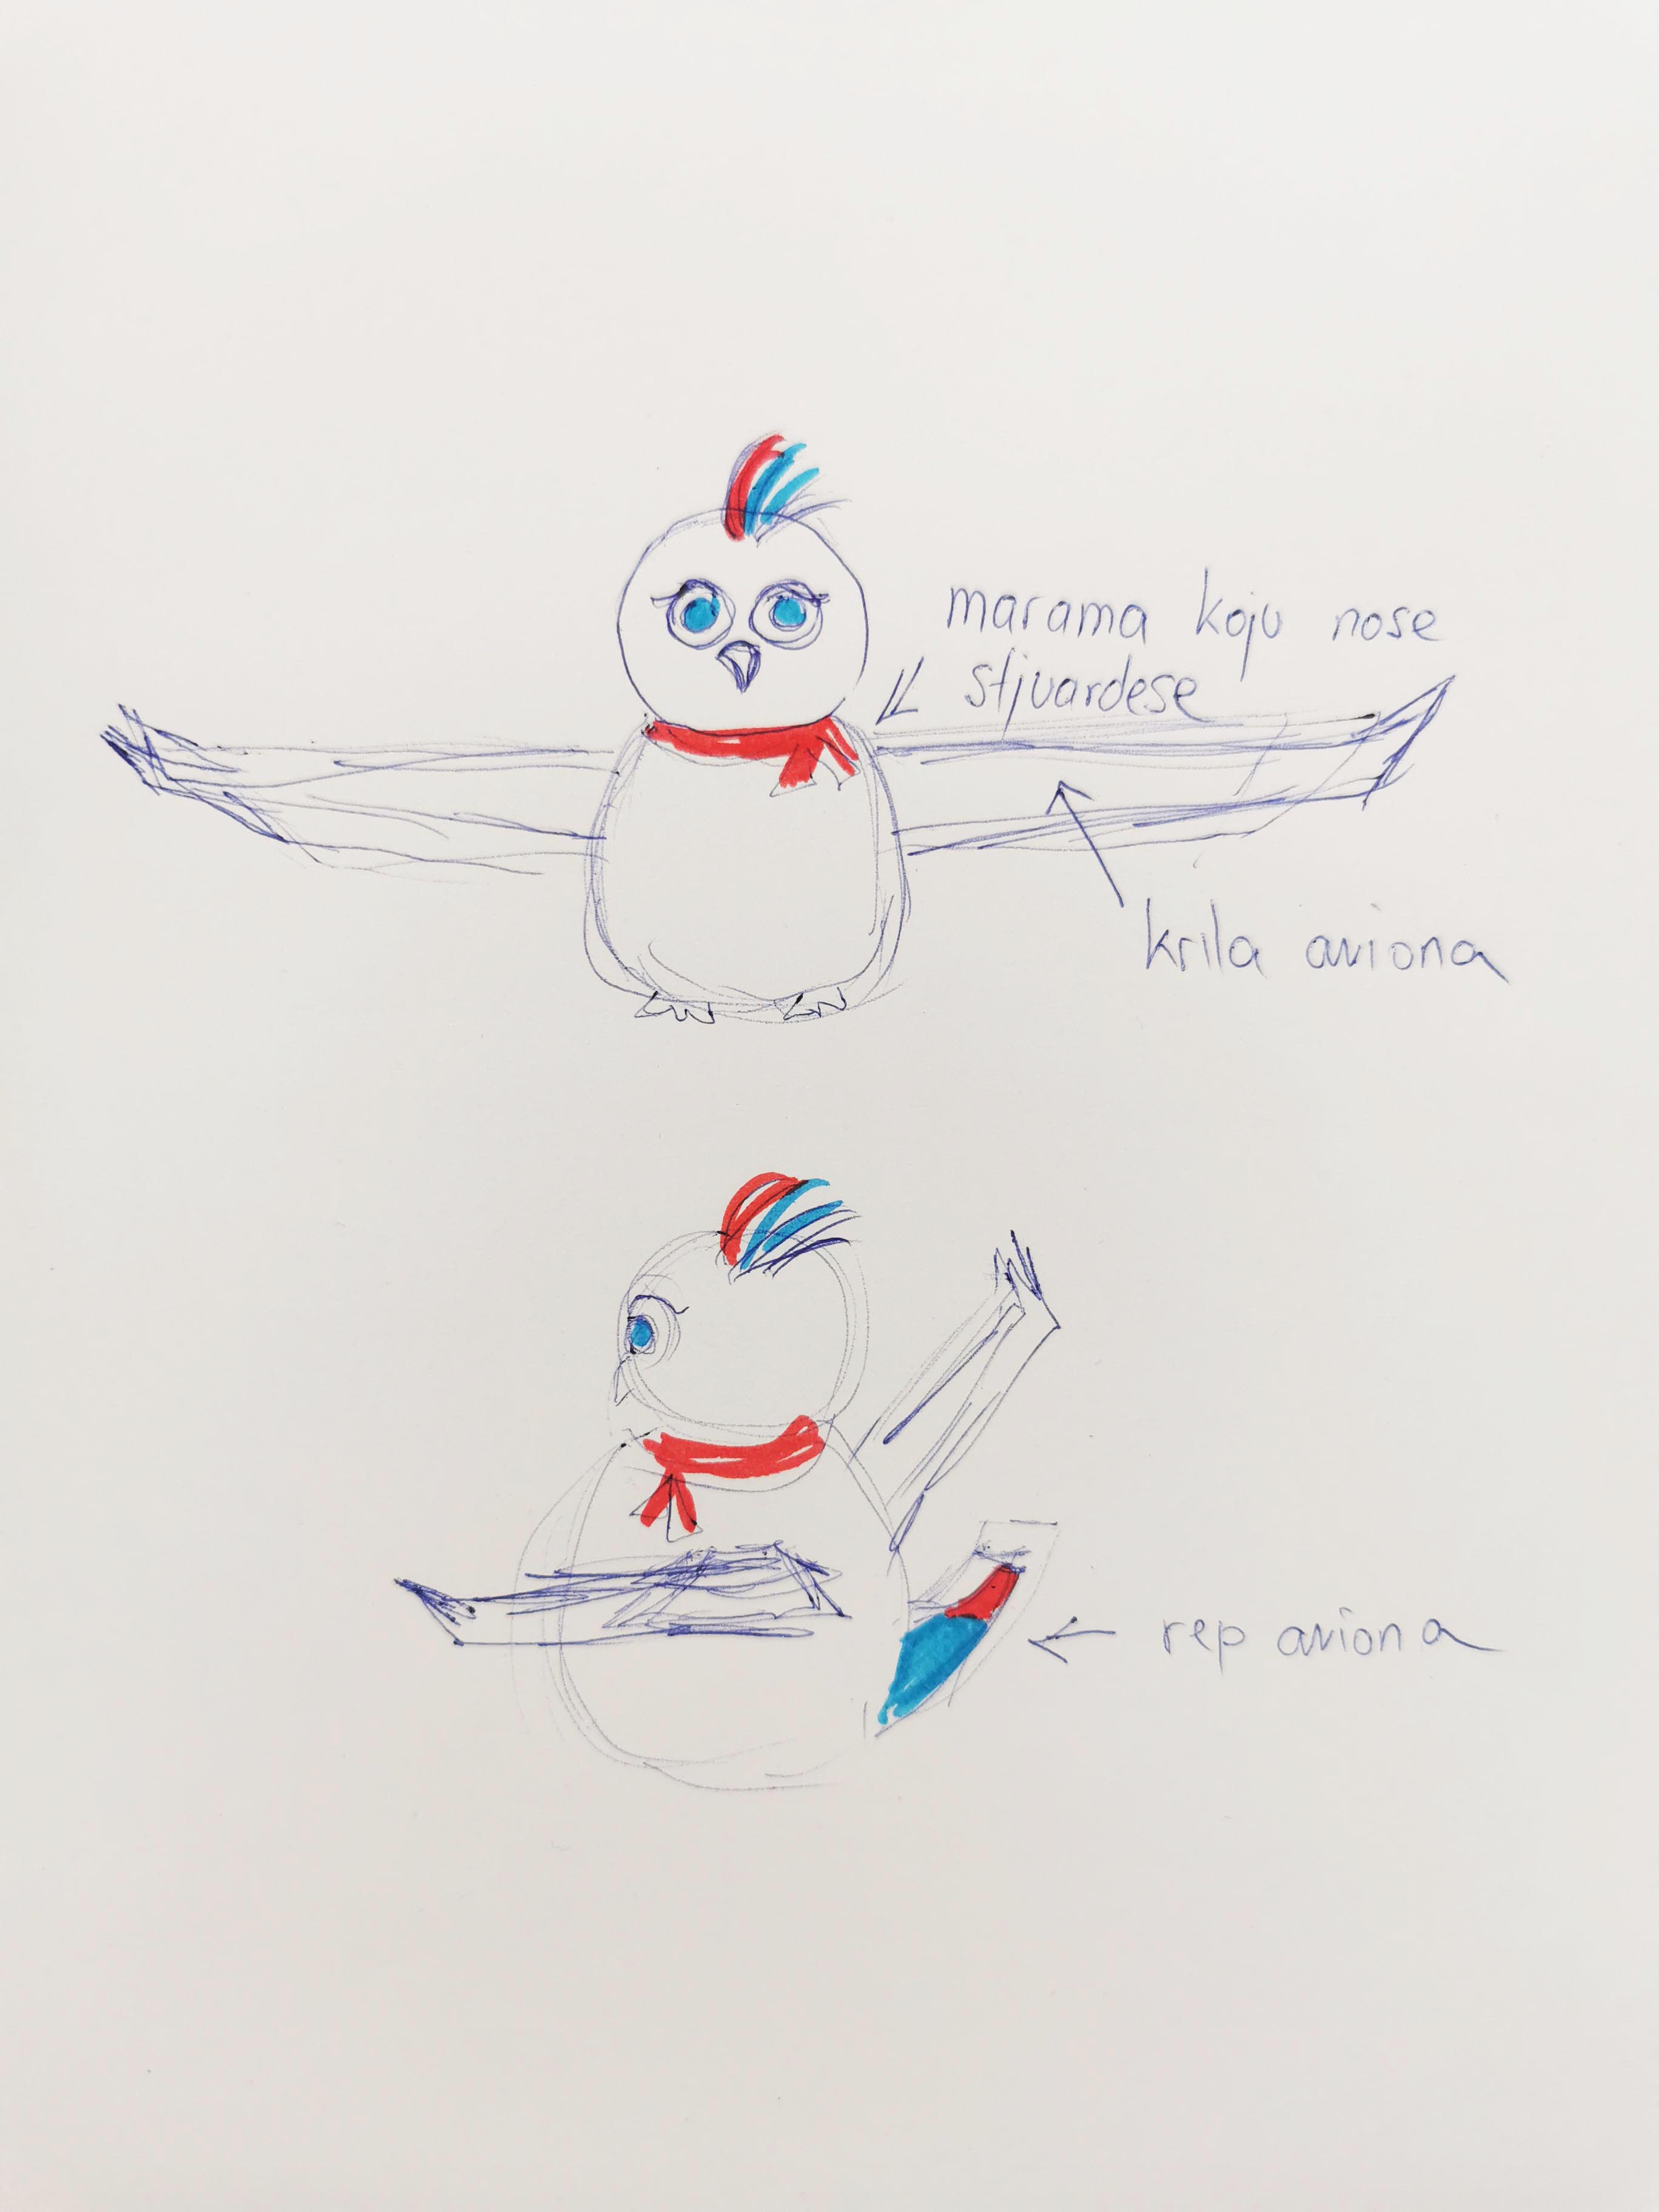 marama koju nose
stjuardese
krila aviona
rep aviona